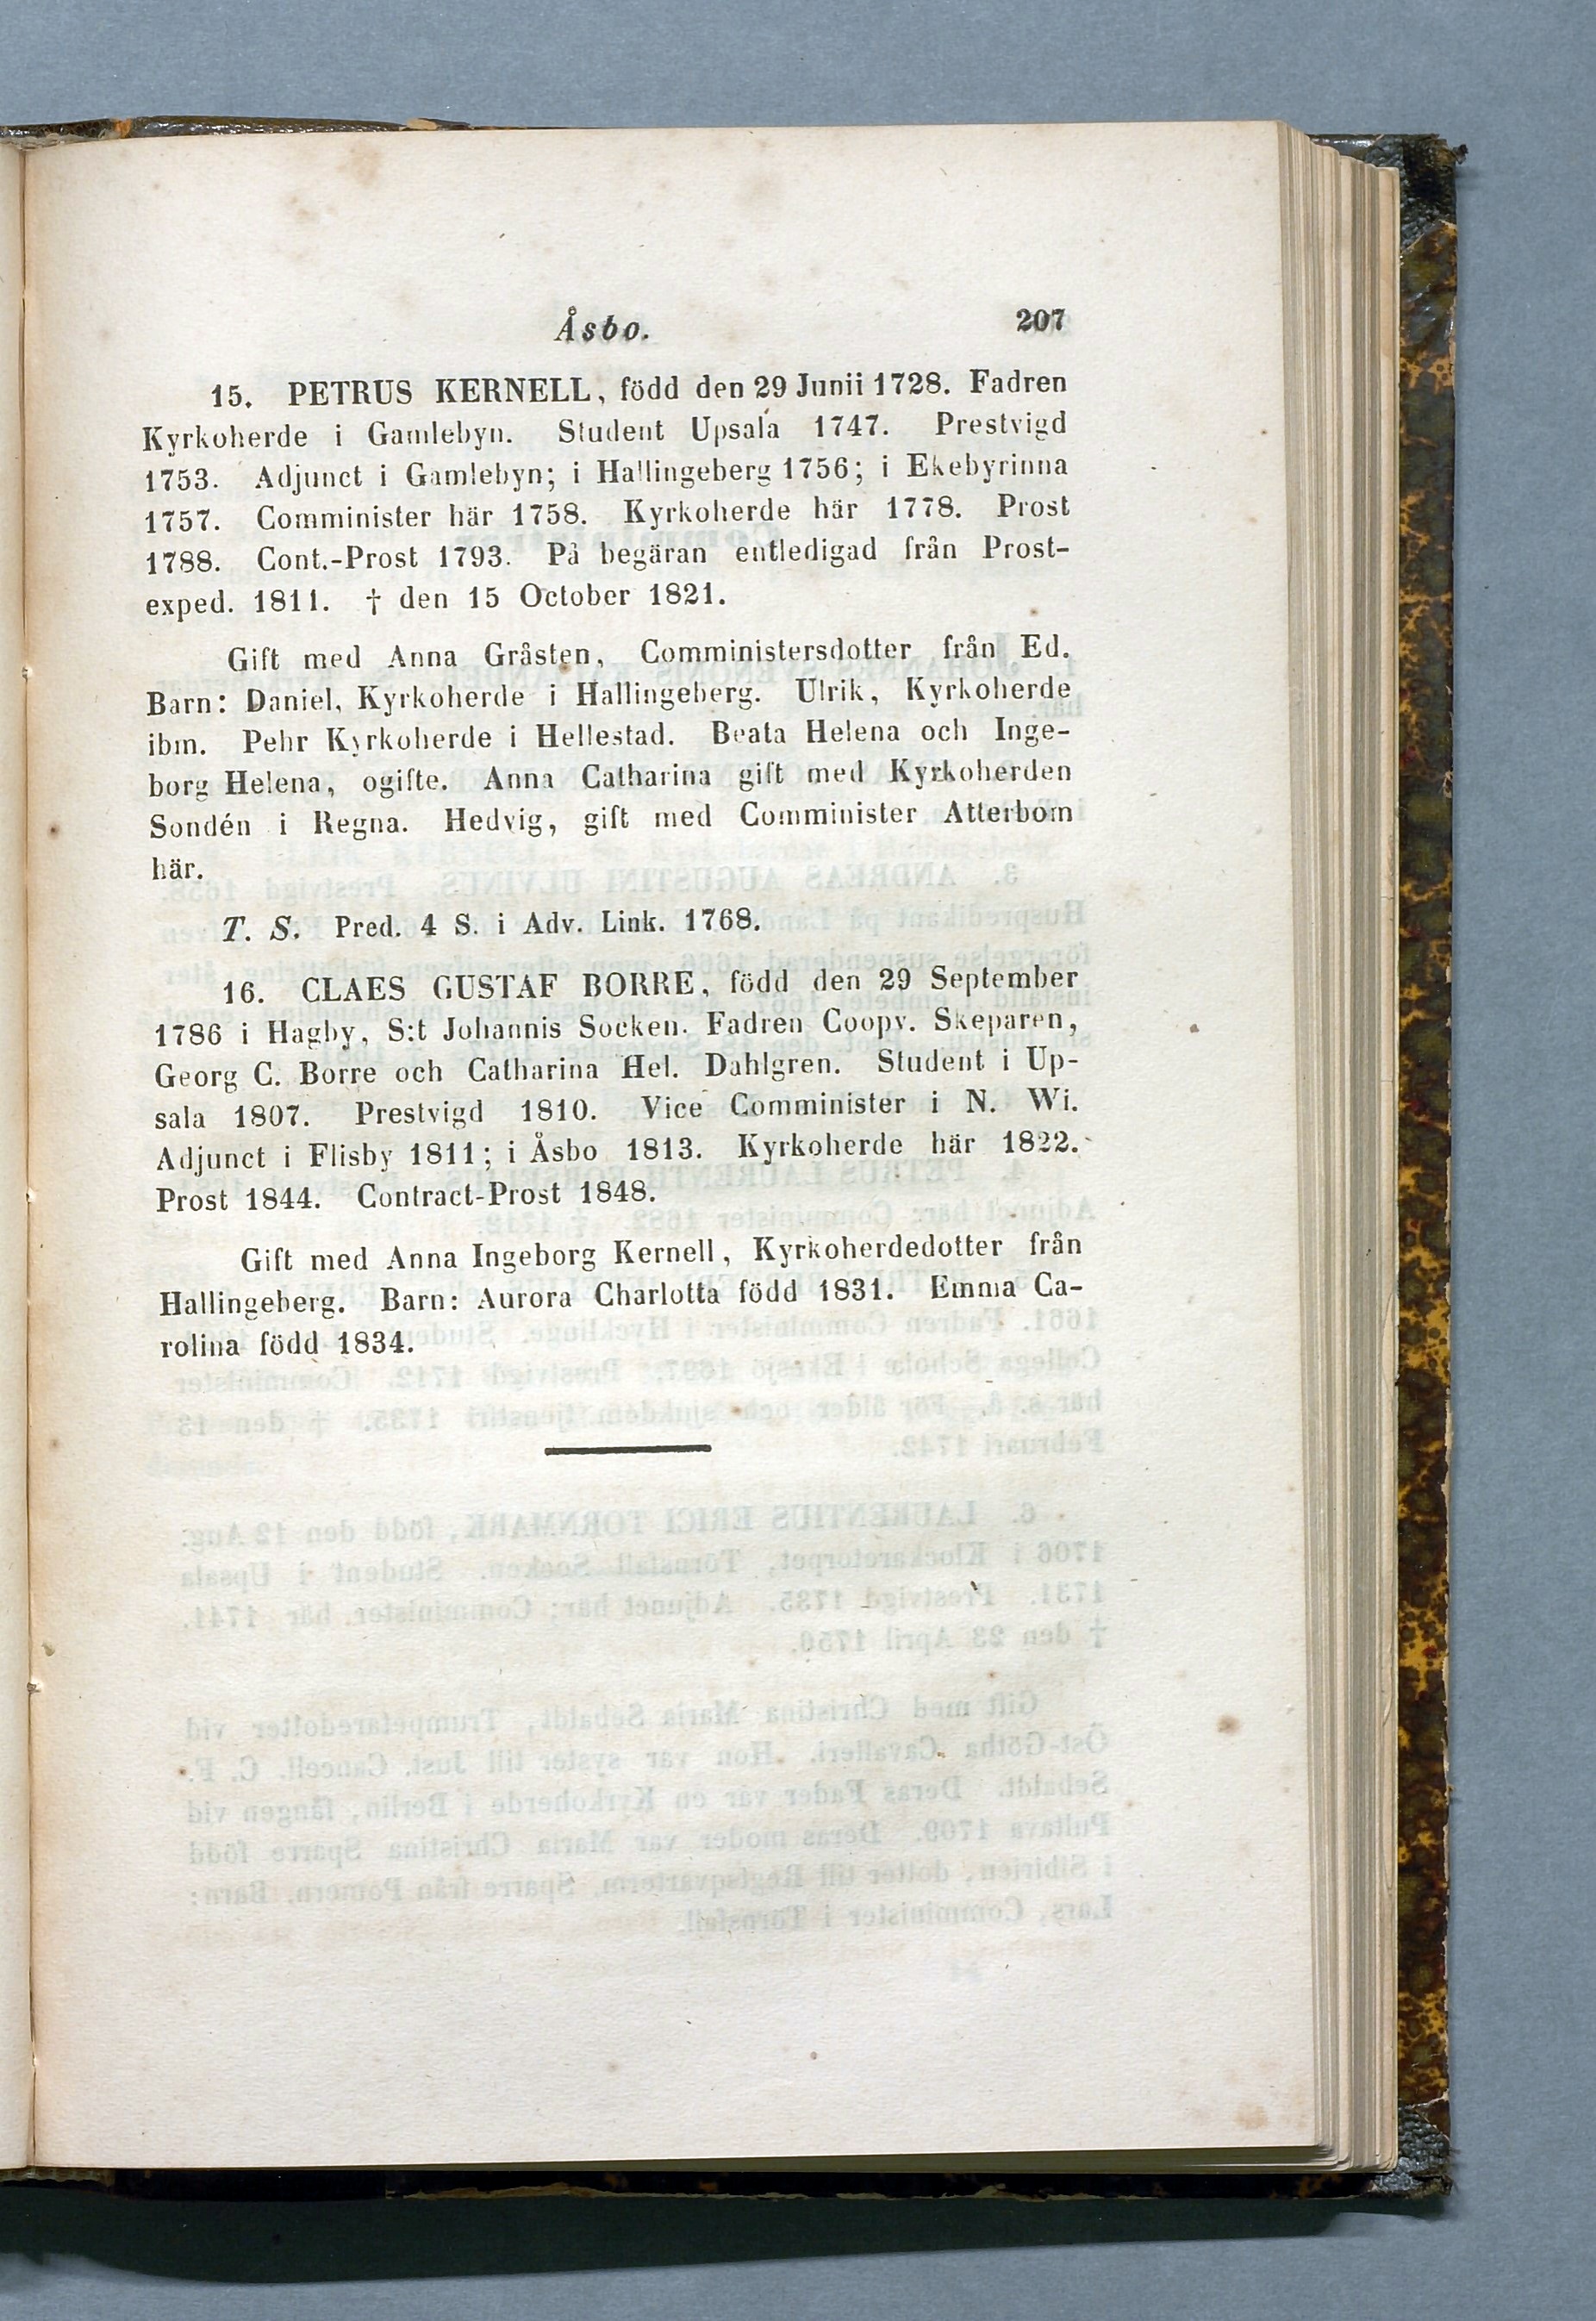 Åsbo. 207
15. PETRUS KERNELL, född den 29 Junii 1728. Fadren
Kyrkoherde i Gamlebyn. Student Upsala 1747. Prestvigd
1753. Adjunct i Gamlebyn; i Hallingeberg 1756; i Ekebyrinna
1757. Comminister här 1758. Kyrkoherde här 1778. Prost
1788. Cont.-Prost 1793. På begäran entledigad från Prost-
exped. 1811. † den 15 October 1821.
Gift med Anna Gråsten, Comministersdotter från Ed.
Barn: Daniel, Kyrkoherde i Hallingeberg. Ulrik, Kyrkoherde
ibm. Pehr Kyrkoherde i Hellestad. Beata Helena och Inge-
borg Helena, ogifte. Anna Catharina gift med Kyrkoherden
Sondén i Regna. Hedvig, gift med Comminister Atterbom
här.
T. S. Pred. 4 S. i Adv. Link. 1768.
16. CLAES GUSTAF BORRE, född den 29 September
1786 i Hagby, S:t Johannis Socken. Fadren Coopv. Skeparen,
Georg C. Borre och Catharina Hel. Dahlgren. Student i Up-
sala 1807. Prestvigd 1810. Vice Comminister i N. Wi.
Adjunct i Flisby 1811; i Åsbo 1813. Kyrkoherde här 1822.
Prost 1844. Contract-Prost 1848.
Gift med Anna Ingeborg Kernell, Kyrkoherdedotter från
Hallingeberg. Barn: Aurora Charlotta född 1831. Emma Ca-
rolina född 1834.